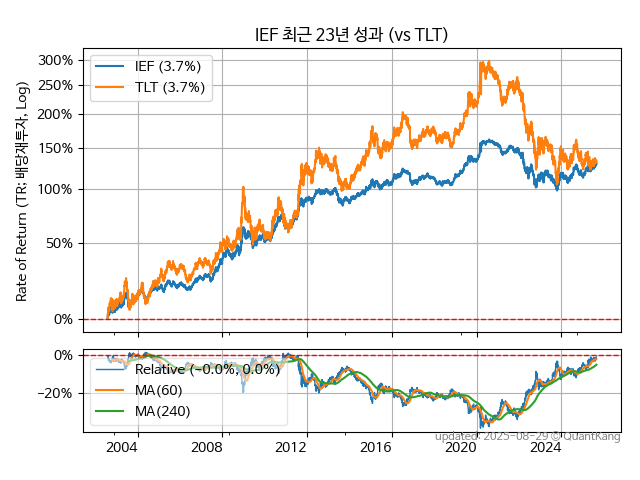 IEF 최근 23년 성과 (vs TLT)
Rate of Return (TR: 배당재투자, Log)
300%
250%
200%
150%
100%
50%
0%
IEF (3.7%)
TLT (3.7%)
0%
−20%
Relative (−0.0%, 0.0%)
MA(60)
MA(240)
2004 2008 2012 2016 2020 2024
updated: 2025-08-29 © QuantKang